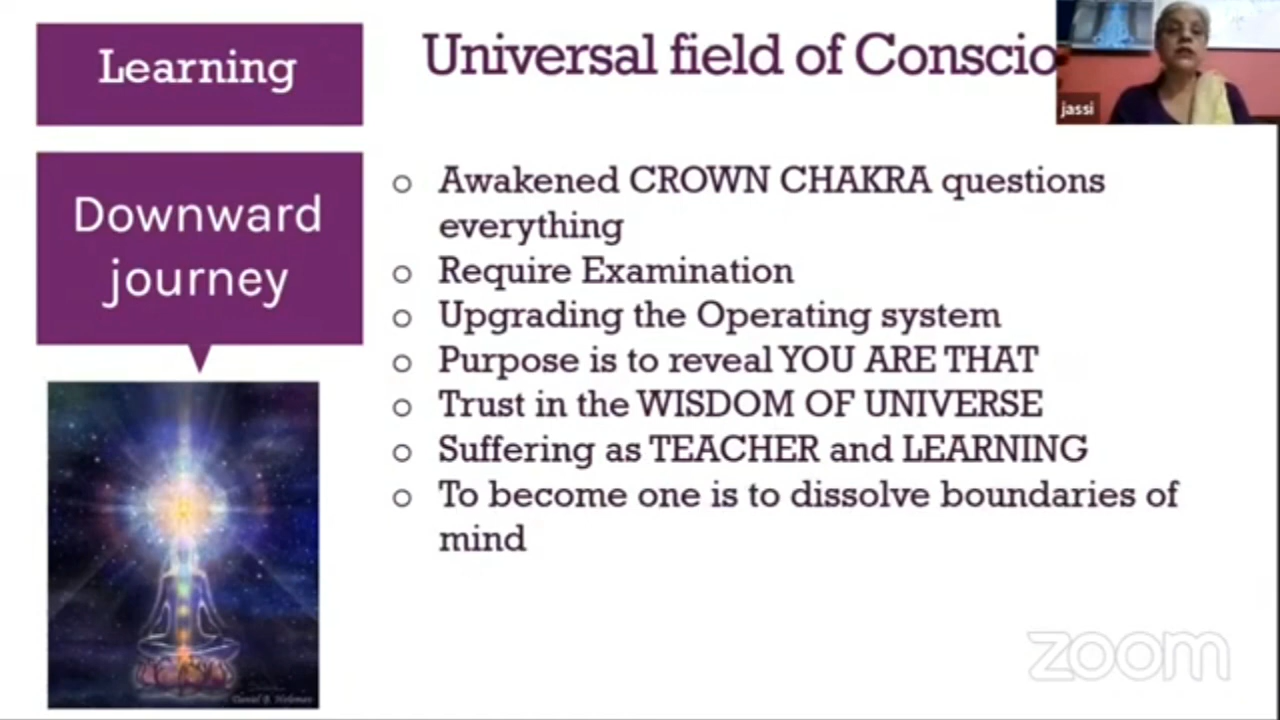 Learning
Universal field of Conscio
jassi
Downward
journey
o Awakened CROWN CHAKRA questions
everything
o Require Examination
o Upgrading the Operating system
o Purpose is to reveal YOU ARE THAT
o Trust in the WISDOM OF UNIVERSE
o Suffering as TEACHER and LEARNING
o To become one is to dissolve boundaries of
mind
zoom